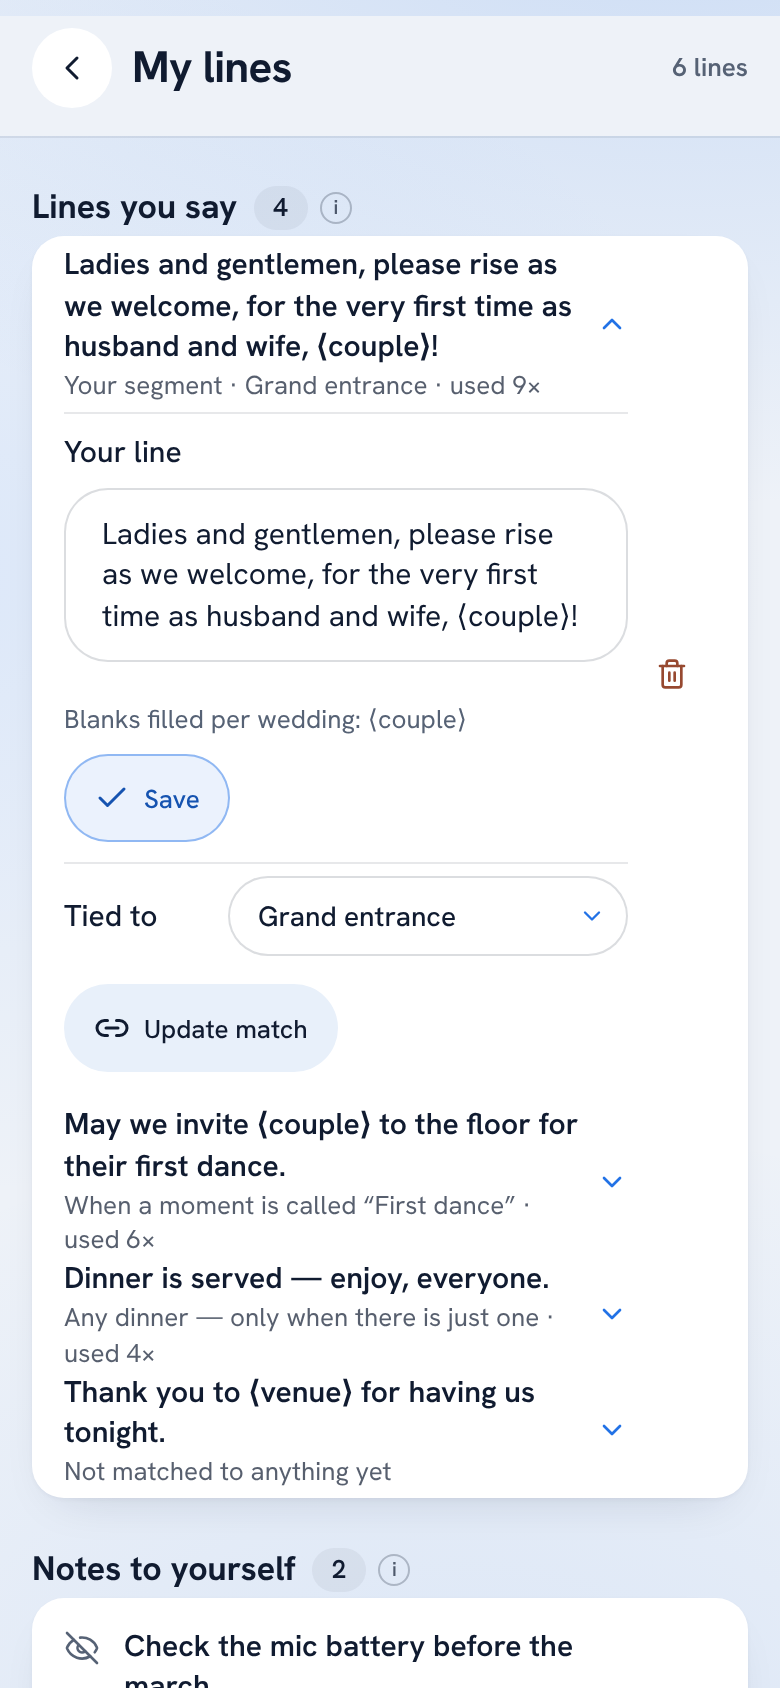 My lines
6 lines
Lines you say 4 i
Ladies and gentlemen, please rise as
we welcome, for the very first time as
husband and wife, ⟨couple⟩!
Your segment · Grand entrance · used 9×
Your line
Ladies and gentlemen, please rise
as we welcome, for the very first
time as husband and wife, ⟨couple⟩!
Blanks filled per wedding: ⟨couple⟩
Save
Tied to
Grand entrance
Update match
May we invite ⟨couple⟩ to the floor for
their first dance.
When a moment is called “First dance” ·
used 6×
Dinner is served — enjoy, everyone.
Any dinner — only when there is just one ·
used 4×
Thank you to ⟨venue⟩ for having us
tonight.
Not matched to anything yet
Notes to yourself 2 i
Check the mic battery before the
march